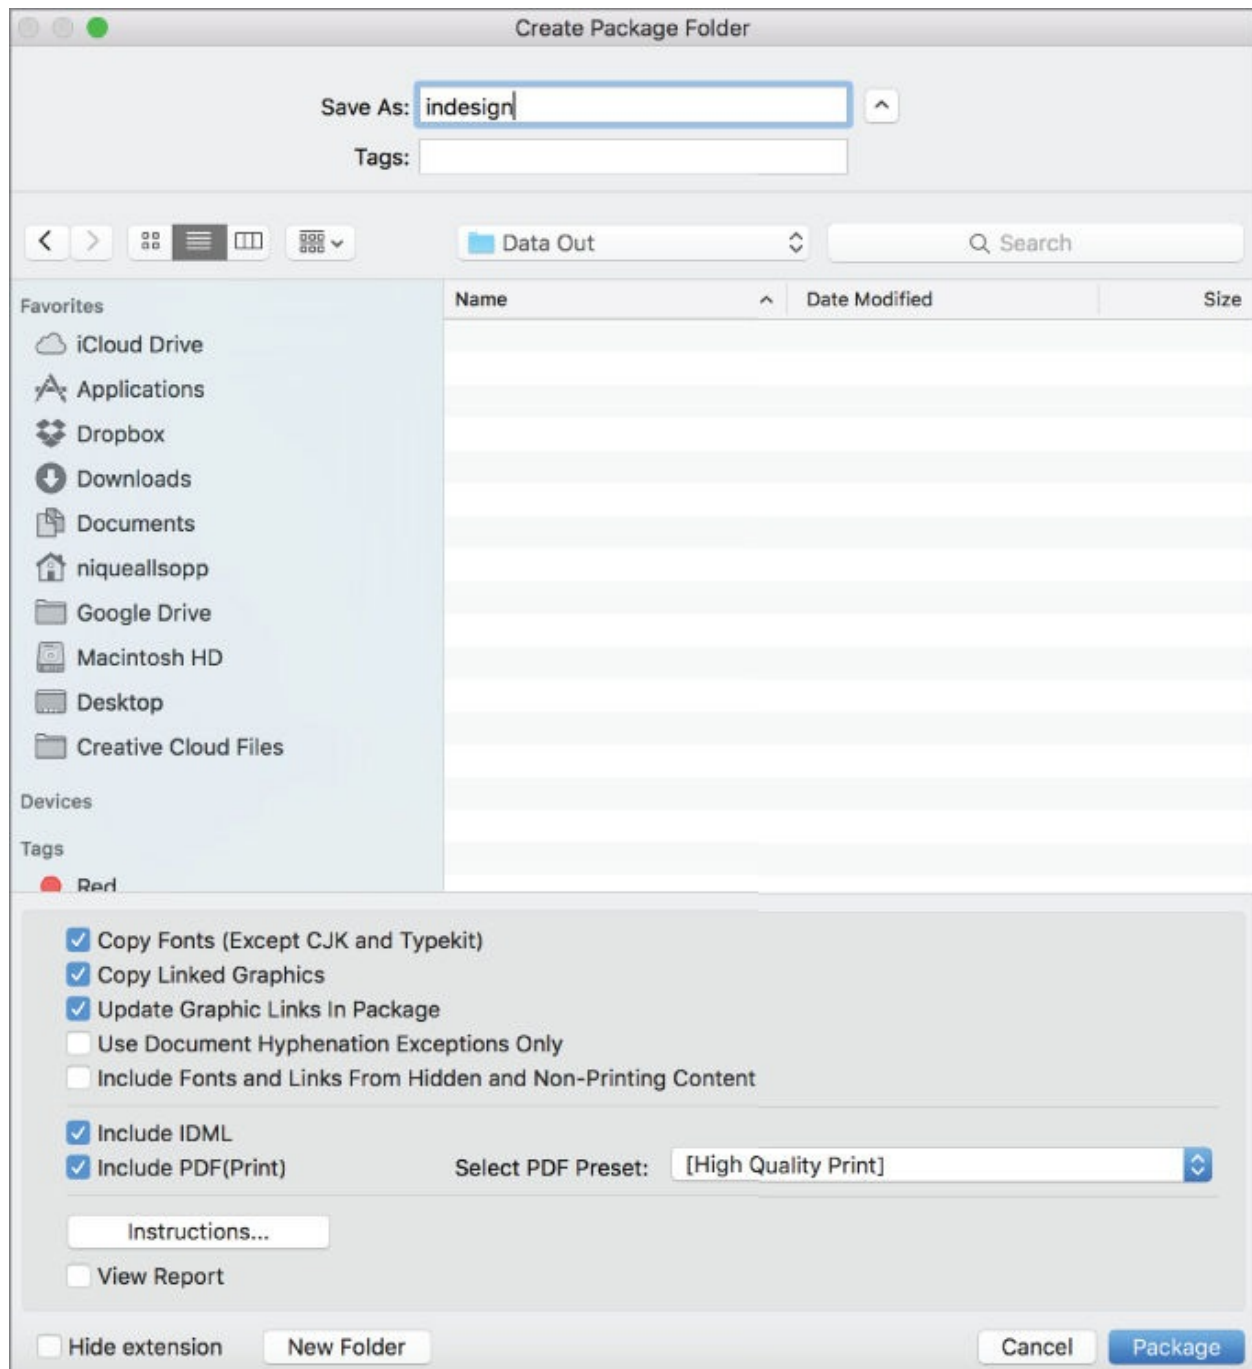 Create Package Folder
Save As: indesign
Tags:
Data Out
Search
Favorites
Name Date Modified Size
iCloud Drive
Applications
Dropbox
Downloads
Documents
niqueallsopp
Google Drive
Macintosh HD
Desktop
Creative Cloud Files
Devices
Tags
Red
Copy Fonts (Except CJK and Typekit)
Copy Linked Graphics
Update Graphic Links In Package
Use Document Hyphenation Exceptions Only
Include Fonts and Links From Hidden and Non-Printing Content
Include IDML
Include PDF(Print) Select PDF Preset: [High Quality Print]
Instructions...
View Report
Hide extension New Folder Cancel Package